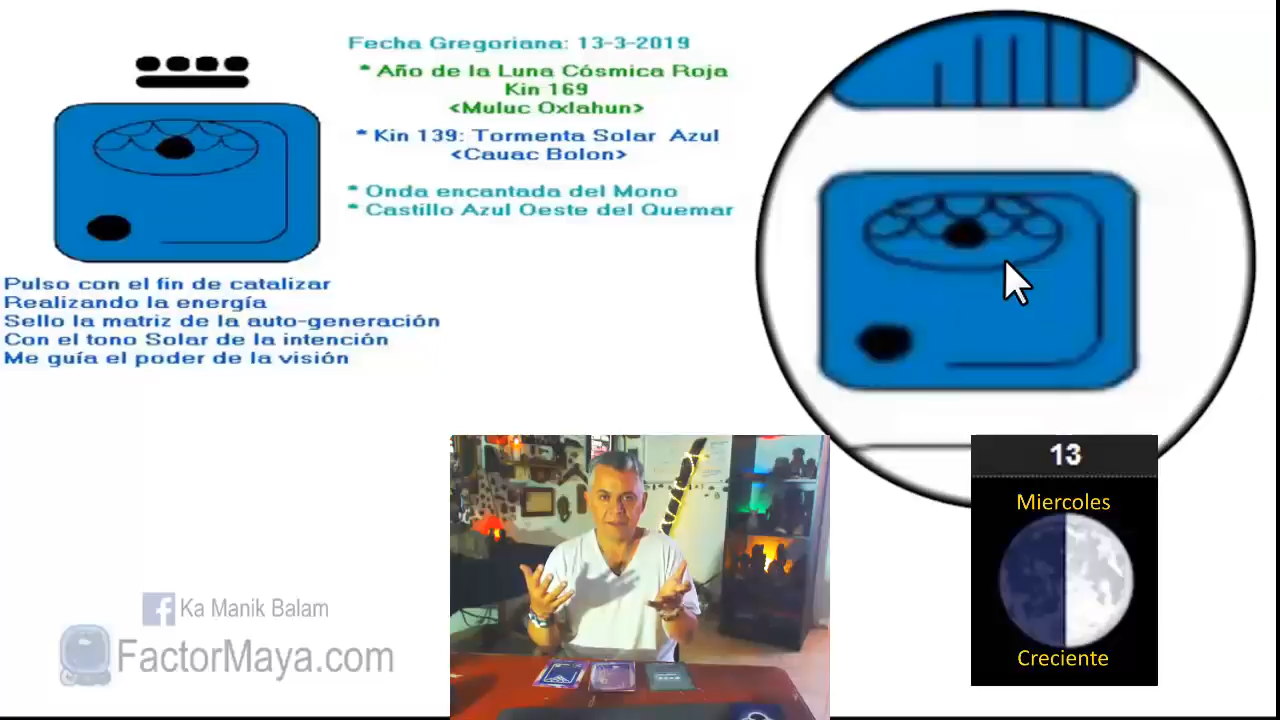 Fecha Gregoriana: 13-3-2019
* Año de la Luna Cósmica Roja
Kin 169
<Muluc Oxlahun>
* Kin 139: Tormenta Solar Azul
<Cauac Bolon>
* Onda encantada del Mono
* Castillo Azul Oeste del Quemar
Pulso con el fin de catalizar
Realizando la energía
Sello la matriz de la auto-generación
Con el tono Solar de la intención
Me guía el poder de la visión
13
Miercoles
Creciente
Ka Manik Balam
FactorMaya.com